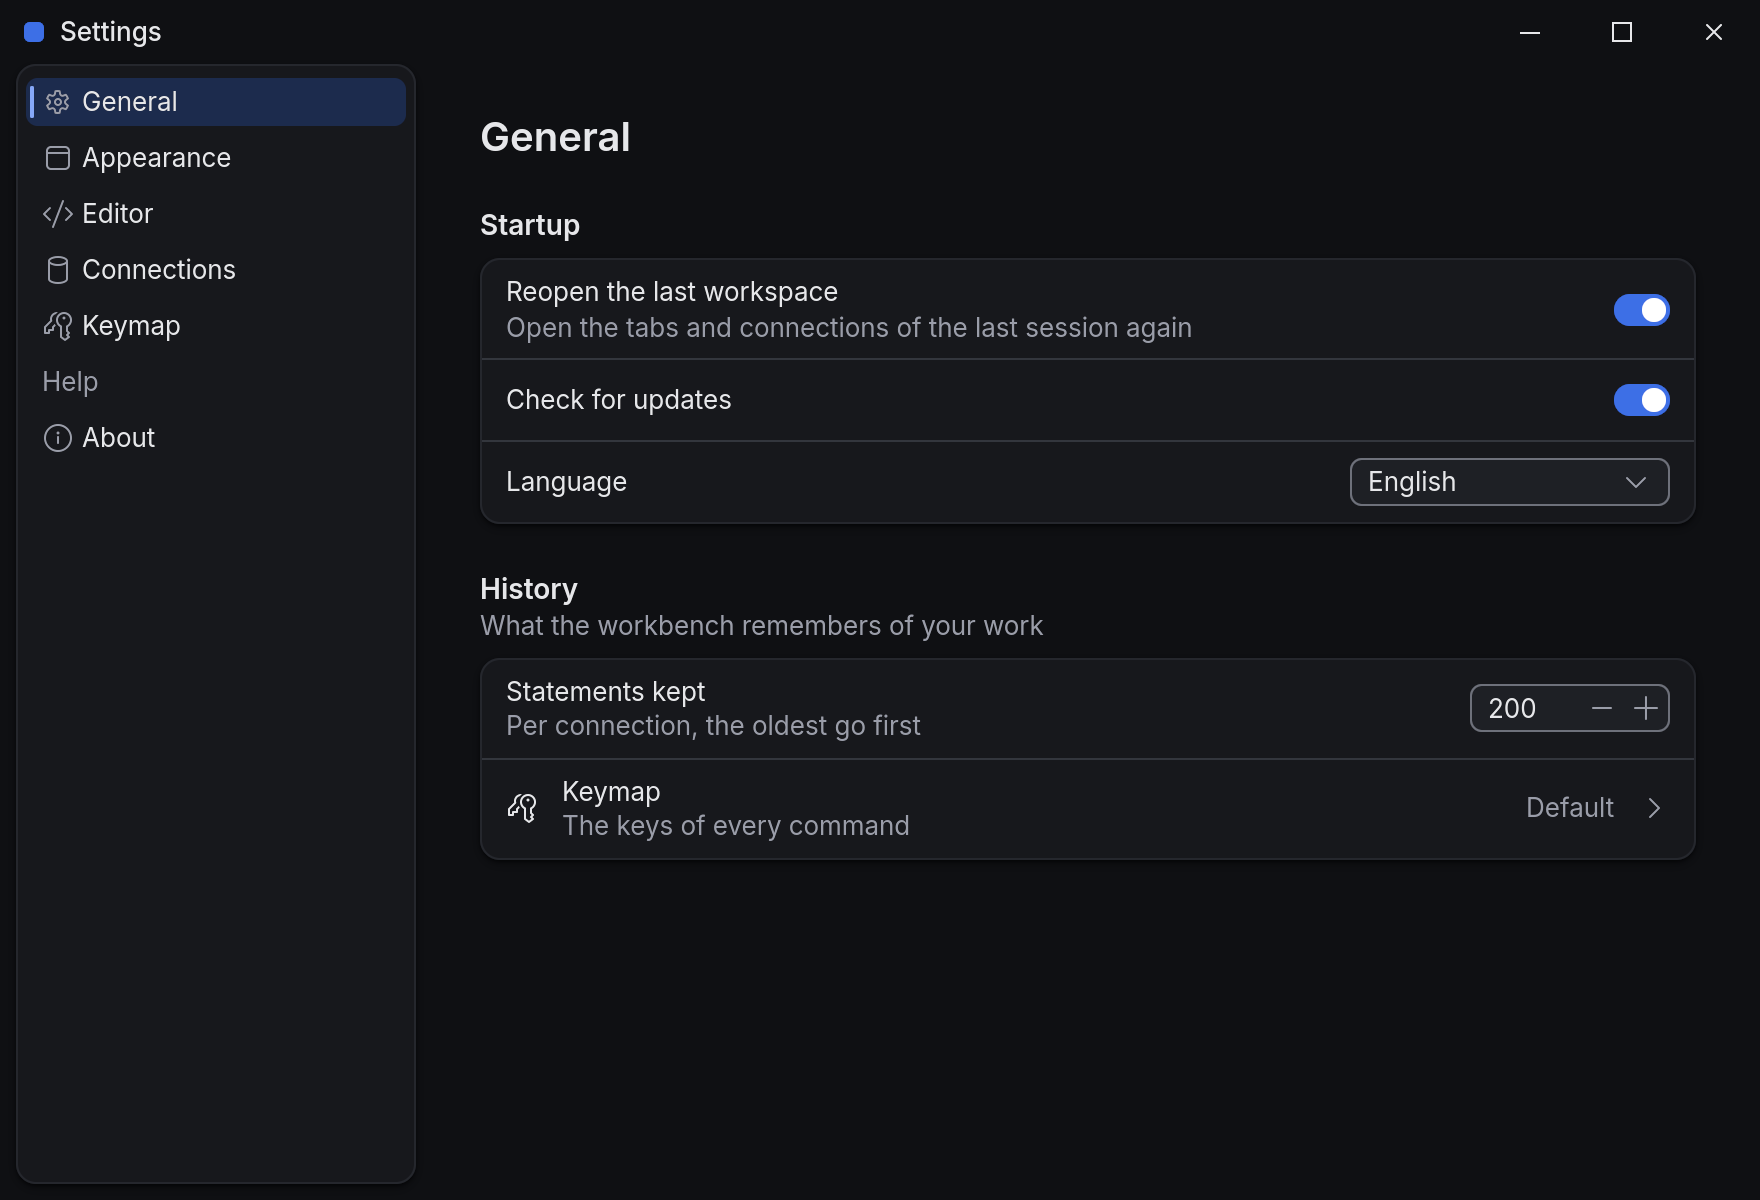 Settings
General
Appearance
Editor
Connections
Keymap
Help
About
General
Startup
Reopen the last workspace
Open the tabs and connections of the last session again
Check for updates
Language
English
History
What the workbench remembers of your work
Statements kept
Per connection, the oldest go first
200
Keymap
The keys of every command
Default